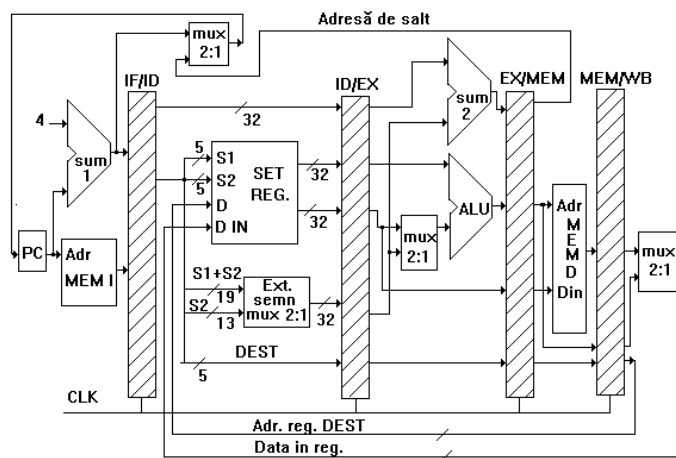 Adresă de salt
mux
2:1
IF/ID
ID/EX
EX/MEM
MEM/WB
4
sum
1
32
sum
2
5
S1
5
S2
SET
REG.
D
D IN
32
32
ALU
mux
2:1
PC
Adr
MEM I
Adr
M
E
M
D
Din
mux
2:1
S1+S2
19
S2
13
Ext.
semn
mux 2:1
32
DEST
5
CLK
Adr. reg. DEST
Data in reg.